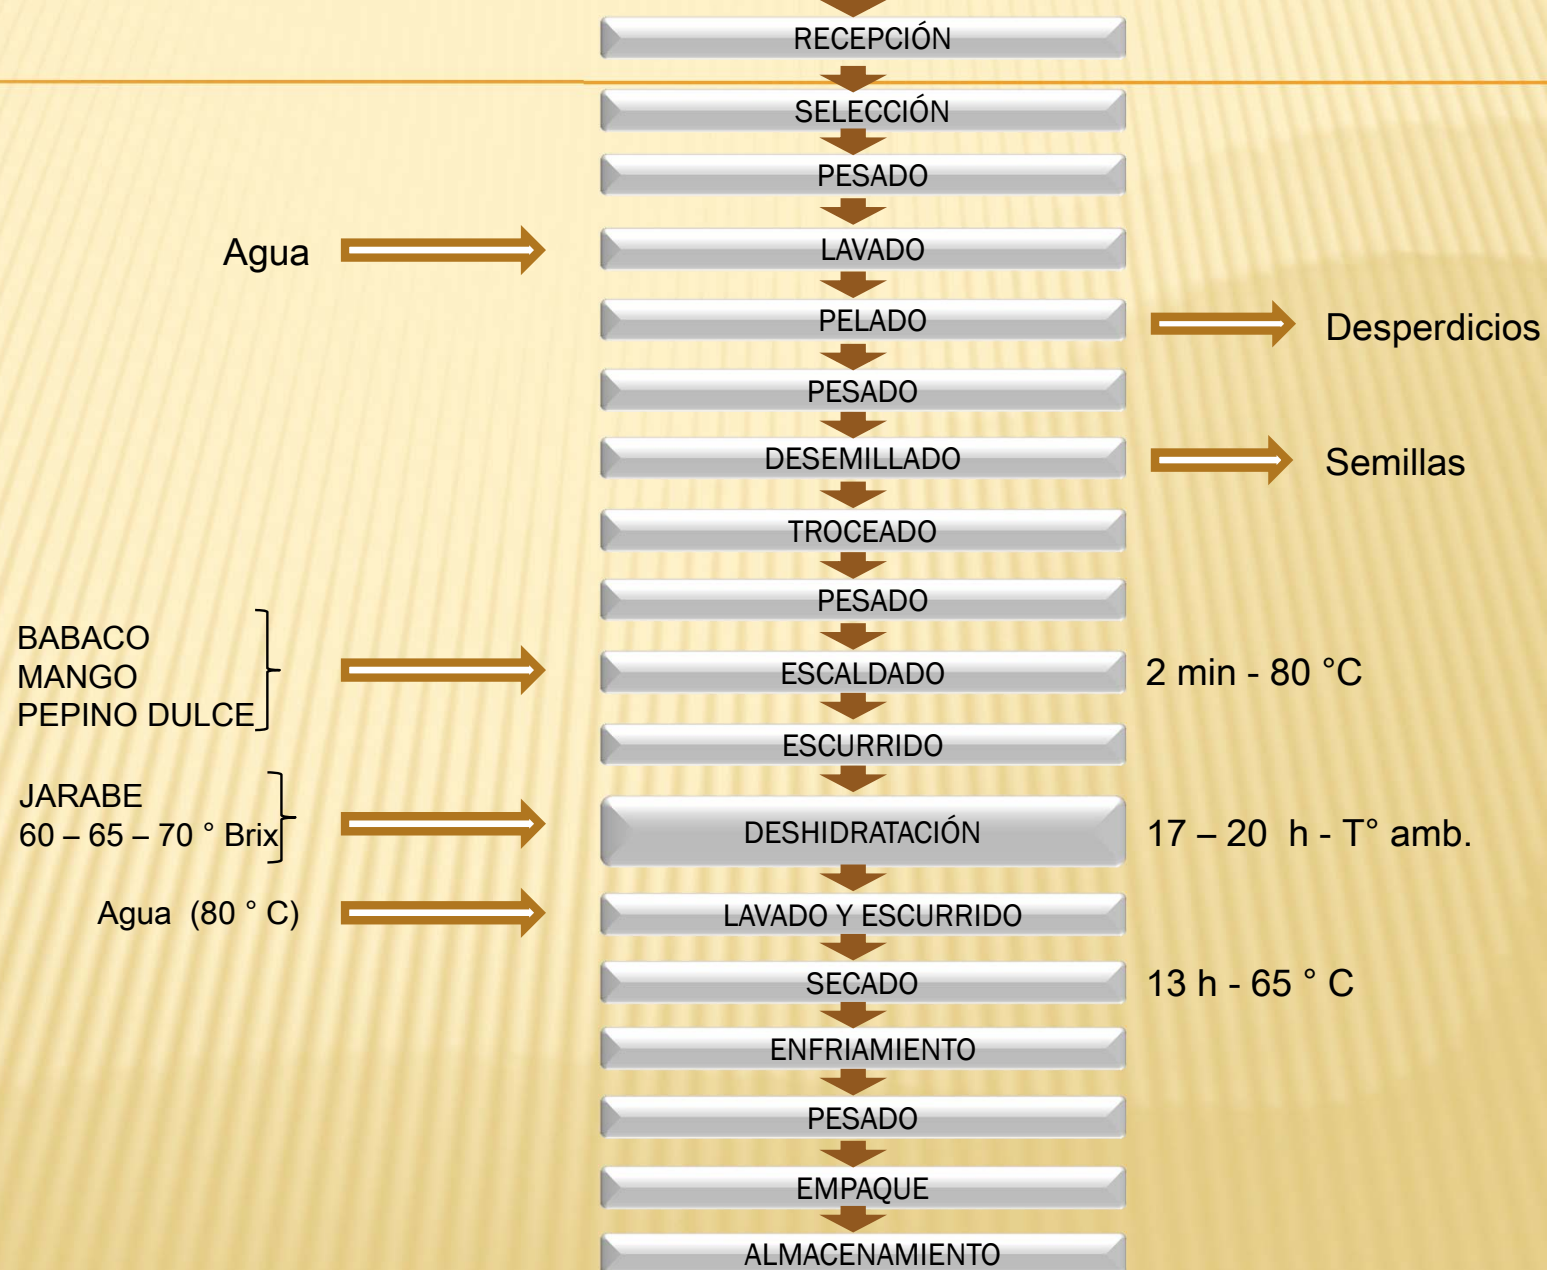 RECEPCIÓN
SELECCIÓN
PESADO
Agua
LAVADO
PELADO
Desperdicios
PESADO
DESEMILLADO
Semillas
TROCEADO
PESADO
BABACO
MANGO
PEPINO DULCE
ESCALDADO
2 min - 80 °C
ESCURRIDO
JARABE
60 – 65 – 70 ° Brix
DESHIDRATACIÓN
17 – 20 h - T° amb.
Agua (80 ° C)
LAVADO Y ESCURRIDO
SECADO
13 h - 65 ° C
ENFRIAMIENTO
PESADO
EMPAQUE
ALMACENAMIENTO